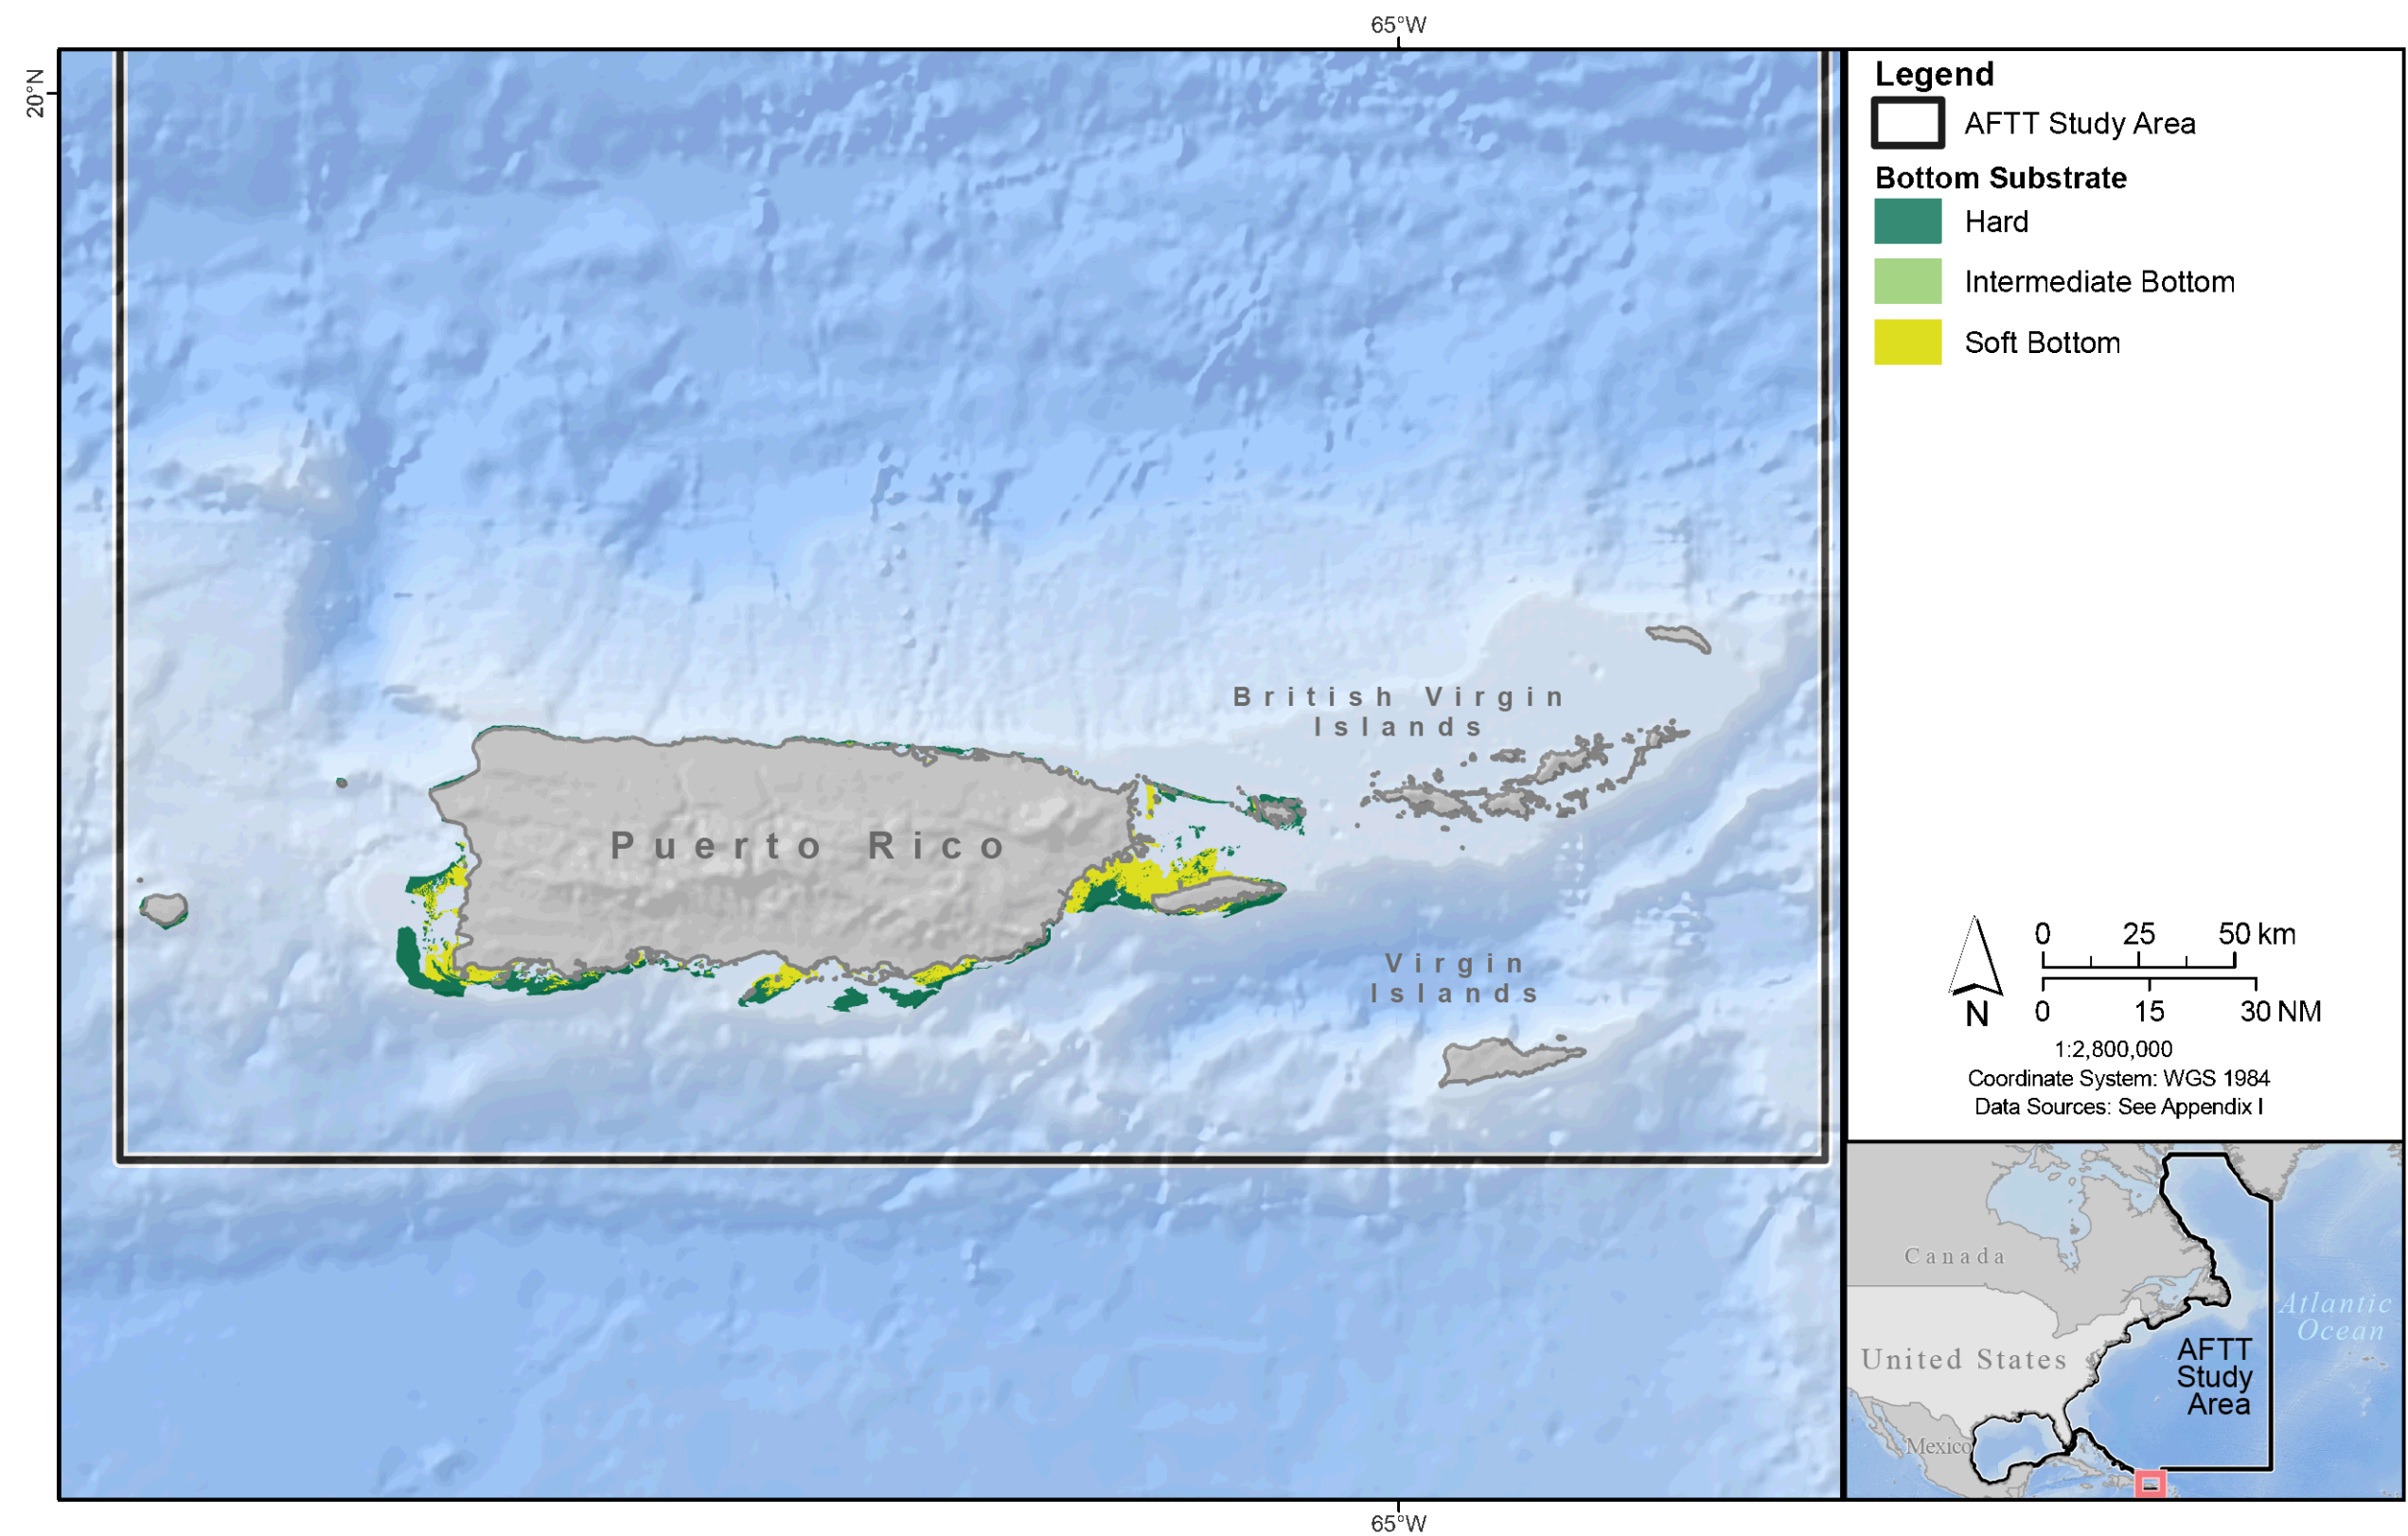 65°W
20°N
Legend
AFTT Study Area
Bottom Substrate
Hard
Intermediate Bottom
Soft Bottom
British Virgin
Islands
Puerto Rico
Virgin
Islands
0 25 50 km
0 15 30 NM
N
1:2,800,000
Coordinate System: WGS 1984
Data Sources: See Appendix I
Canada
United States
Mexico
Atlantic
Ocean
AFTT
Study
Area
65°W